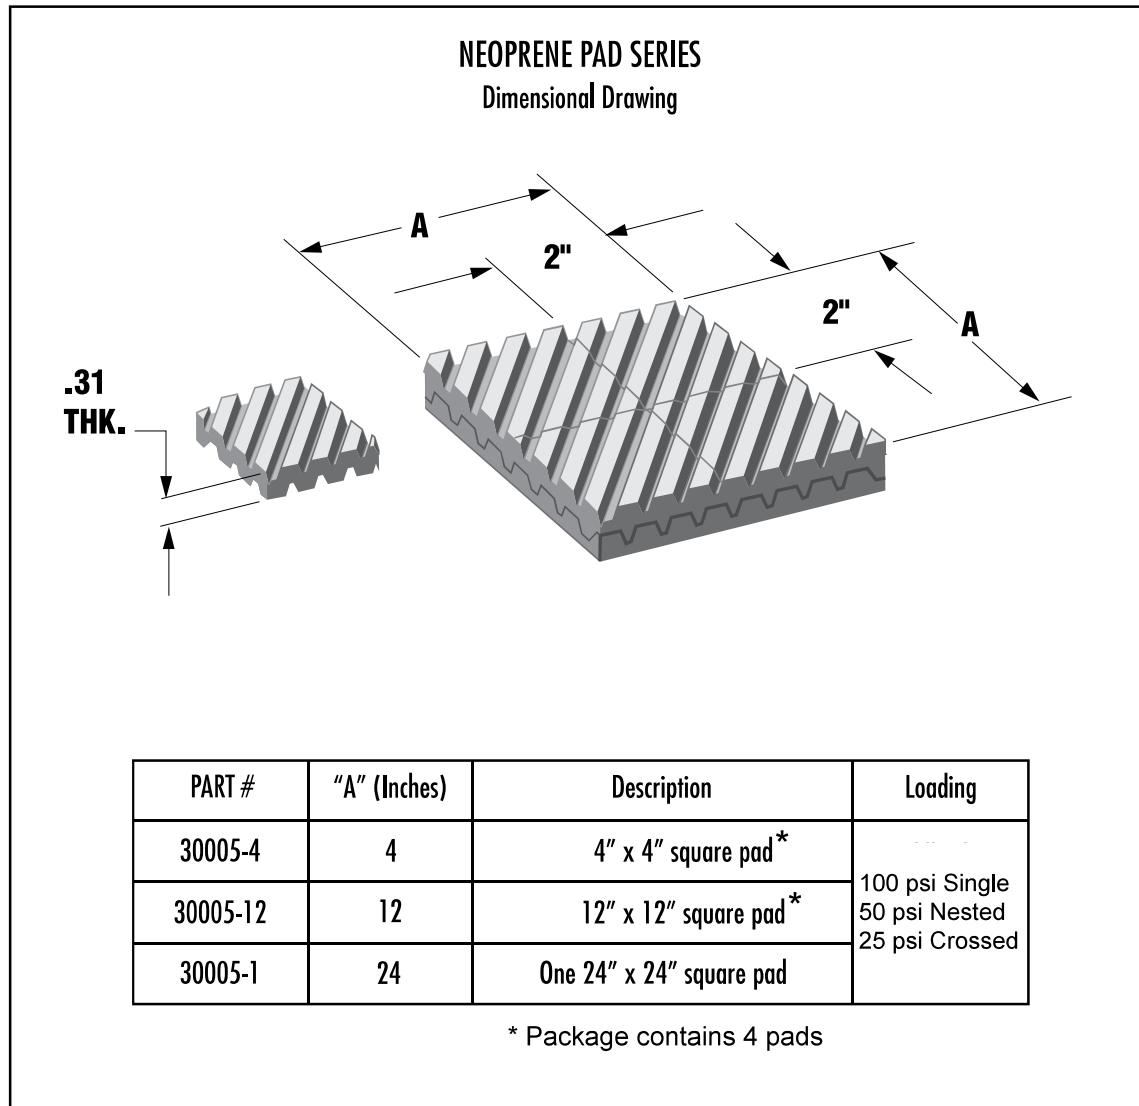 NEOPRENE PAD SERIES
Dimensional Drawing
A
2"
2"
A
.31
THK.
PART # "A" (Inches) Description Loading
30005-4 4 4" x 4" square pad*
30005-12 12 12" x 12" square pad*
30005-1 24 One 24" x 24" square pad
100 psi Single
50 psi Nested
25 psi Crossed
* Package contains 4 pads